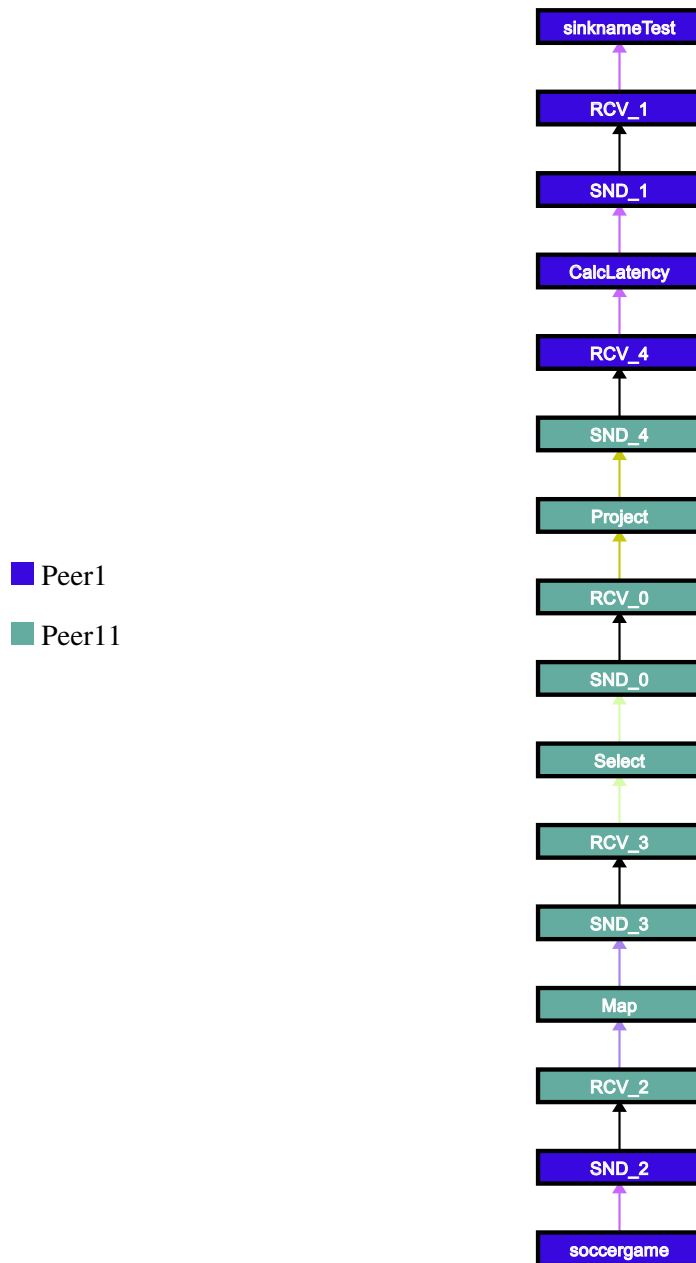 sinknameTest
RCV_1
SND_1
CalcLatency
RCV_4
SND_4
Project
Peer1
RCV_0
Peer11
SND_0
Select
RCV_3
SND_3
Map
RCV_2
SND_2
soccergame